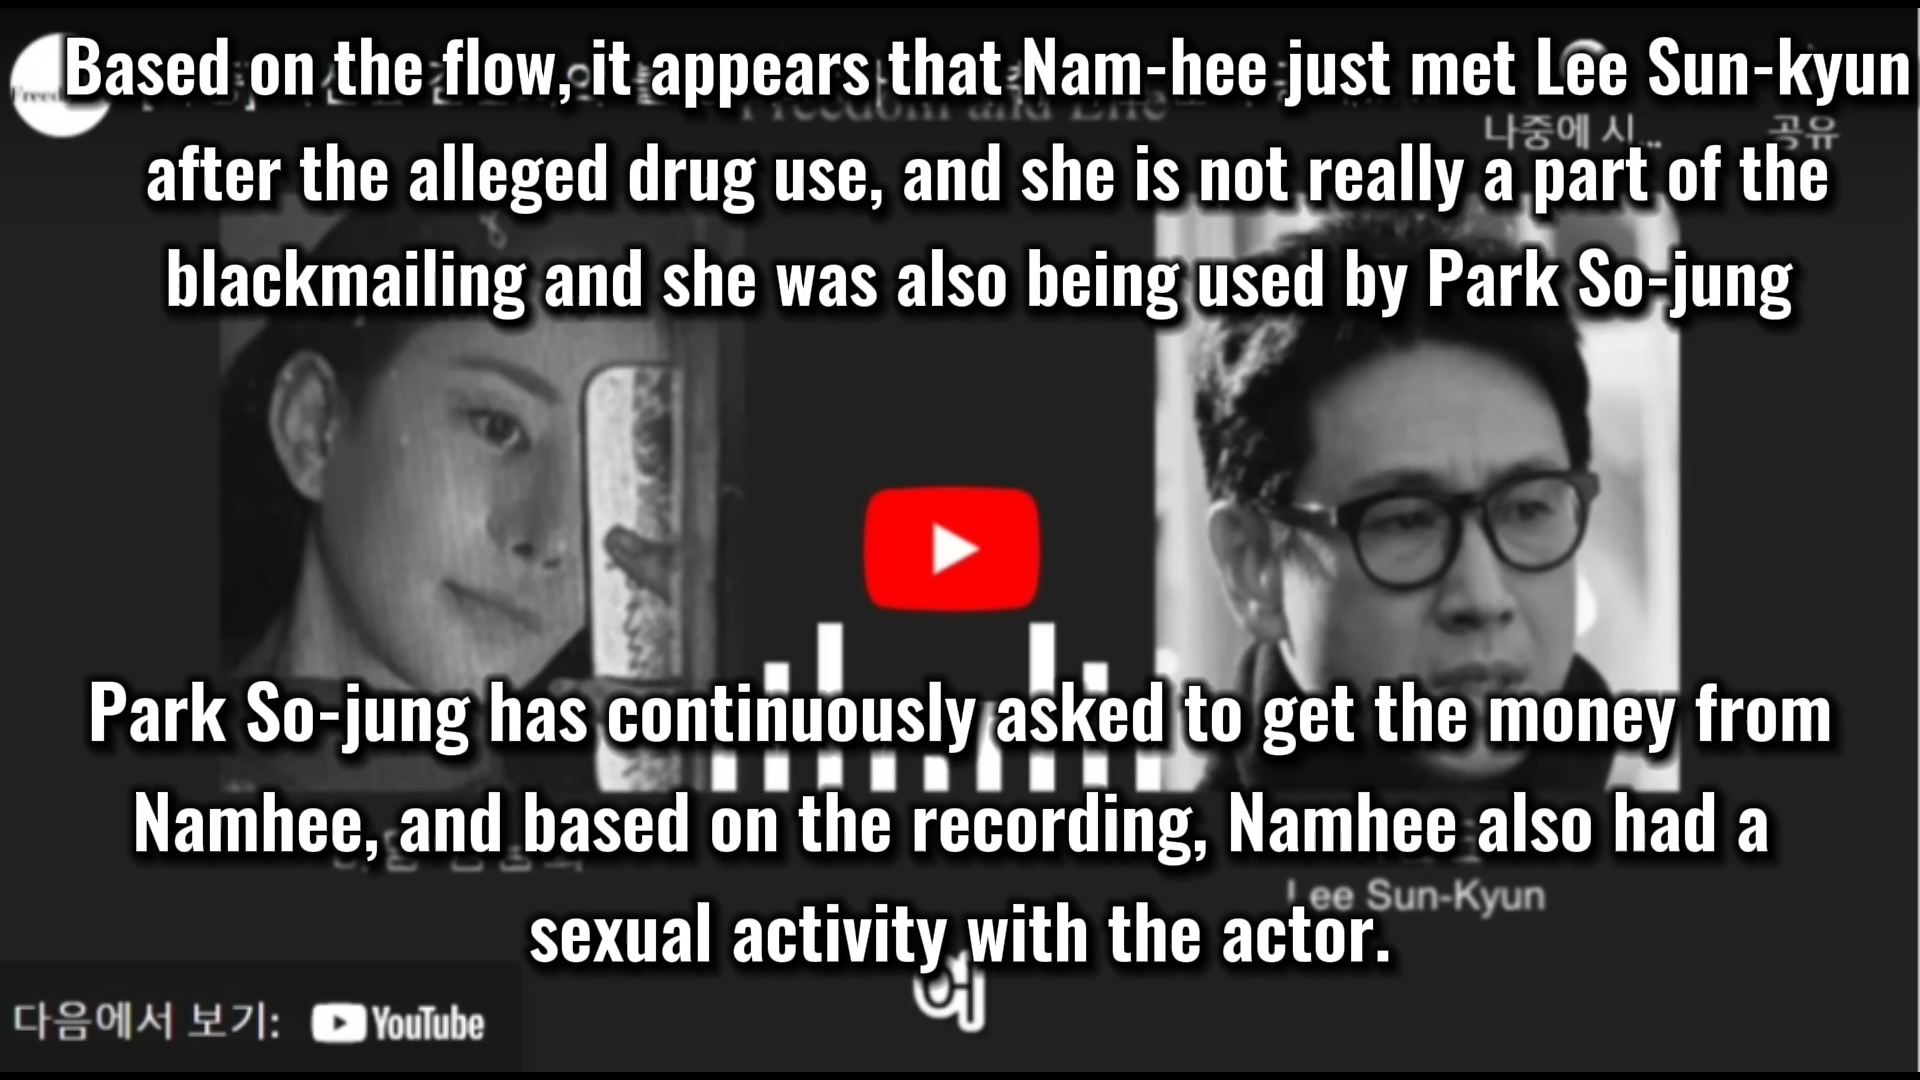 Based on the flow, it appears that Nam-hee just met Lee Sun-kyun
after the alleged drug use, and she is not really a part of the
blackmailing and she was also being used by Park So-jung
Freedom and Life
나중에 시... 공유
Park So-jung has continuously asked to get the money from
Namhee, and based on the recording, Namhee also had a
sexual activity with the actor.
Lee Sun-Kyun
여
다음에서 보기: YouTube